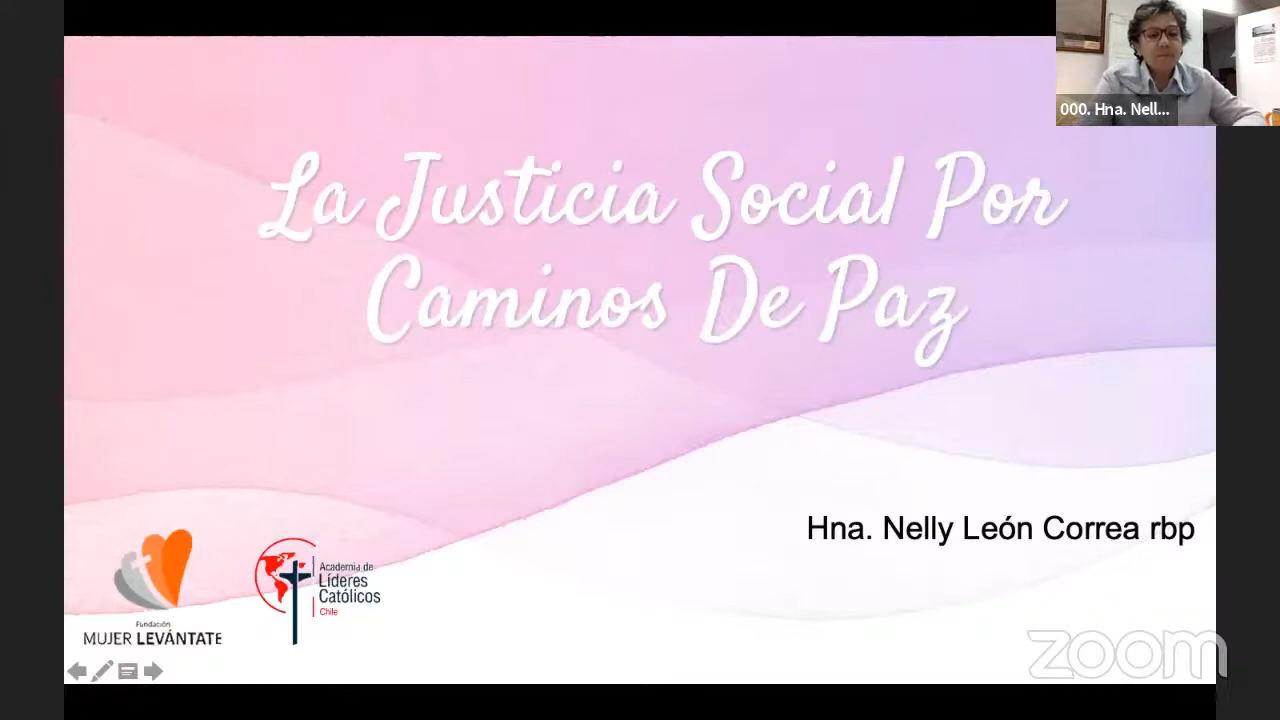 000. Hna. Nell...
La Justicia Social Por
Caminos De Paz
Hna. Nelly León Correa rbp
Fundación
MUJER LEVÁNTATE
Academia de
Líderes
Católicos
Chile
zoom